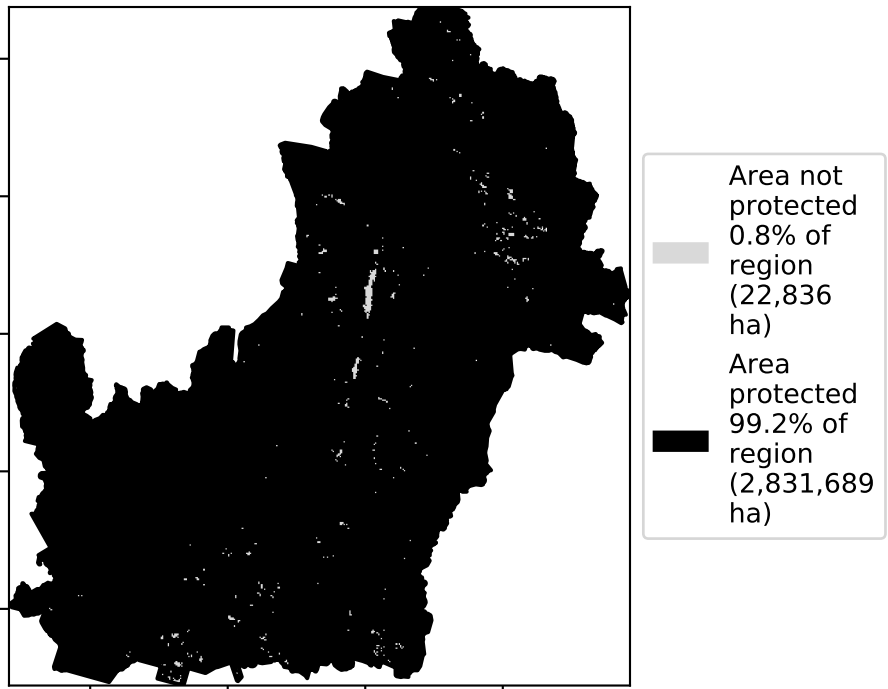 Area not
protected
0.8% of
region
(22,836
ha)
Area
protected
99.2% of
region
(2,831,689
ha)